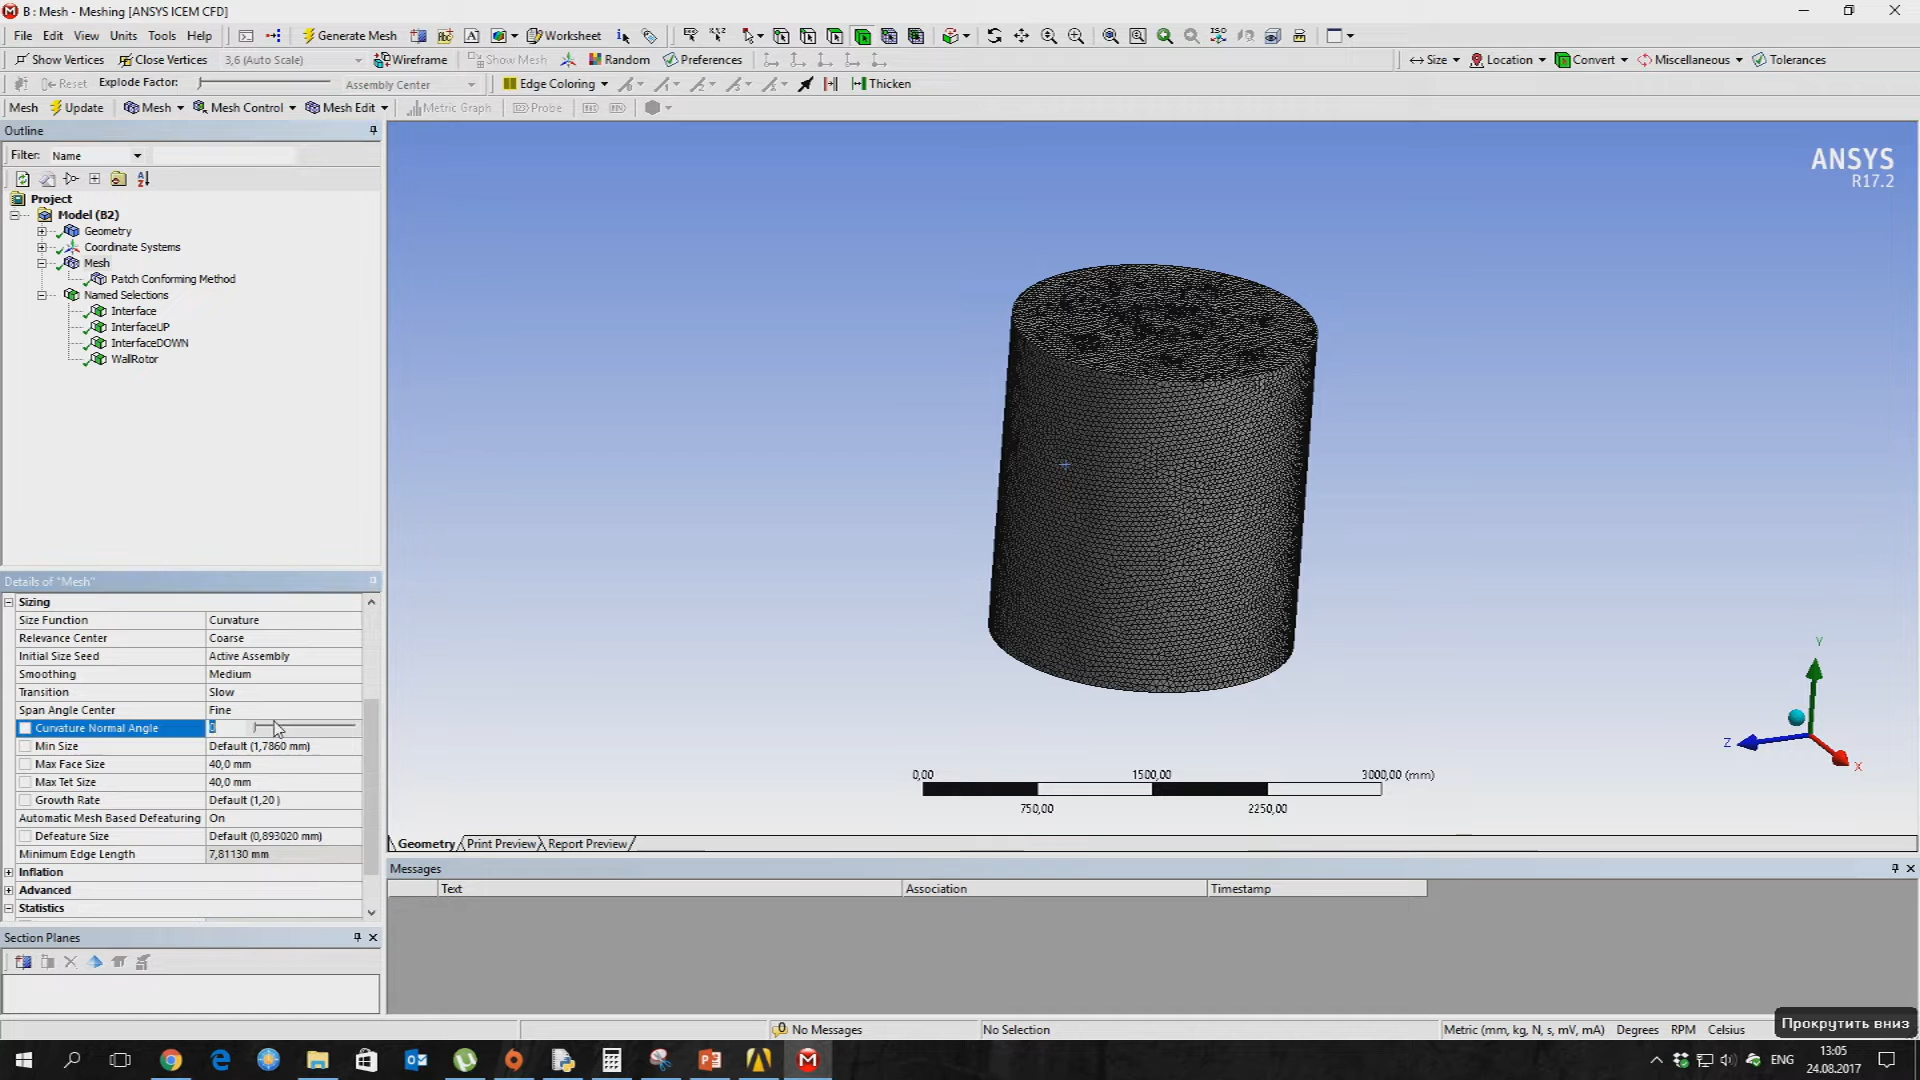 B : Mesh - Meshing [ANSYS ICEM CFD]
File Edit View Units Tools Help Generate Mesh Worksheet
Show Vertices Close Vertices 3,6 (Auto Scale) Wireframe Show Mesh Random Preferences Size Location Convert Miscellaneous Tolerances
Reset Explode Factor: Assembly Center Edge Coloring Thicken
Mesh Update Mesh Mesh Control Mesh Edit Metric Graph Probe
Outline
Filter: Name
Project
Model (B2)
Geometry
Coordinate Systems
Mesh
Patch Conforming Method
Named Selections
Interface
InterfaceUP
InterfaceDOWN
WallRotor
ANSYS
R17.2
Details of "Mesh"
Sizing
Size Function Curvature
Relevance Center Coarse
Initial Size Seed Active Assembly
Smoothing Medium
Transition Slow
Span Angle Center Fine
Curvature Normal Angle 0
Min Size Default (1,7860 mm)
Max Face Size 40,0 mm
Max Tet Size 40,0 mm
Growth Rate Default (1,20 )
Automatic Mesh Based Defeaturing On
Defeature Size Default (0,893020 mm)
Minimum Edge Length 7,81130 mm
Inflation
Advanced
Statistics
Section Planes
Y
Z
X
0,00 1500,00 3000,00 (mm)
750,00 2250,00
Geometry Print Preview Report Preview
Messages
Text Association Timestamp
0 No Messages No Selection Metric (mm, kg, N, s, mV, mA) Degrees RPM Celsius
Прокрутить вниз
ENG 13:05
24.08.2017